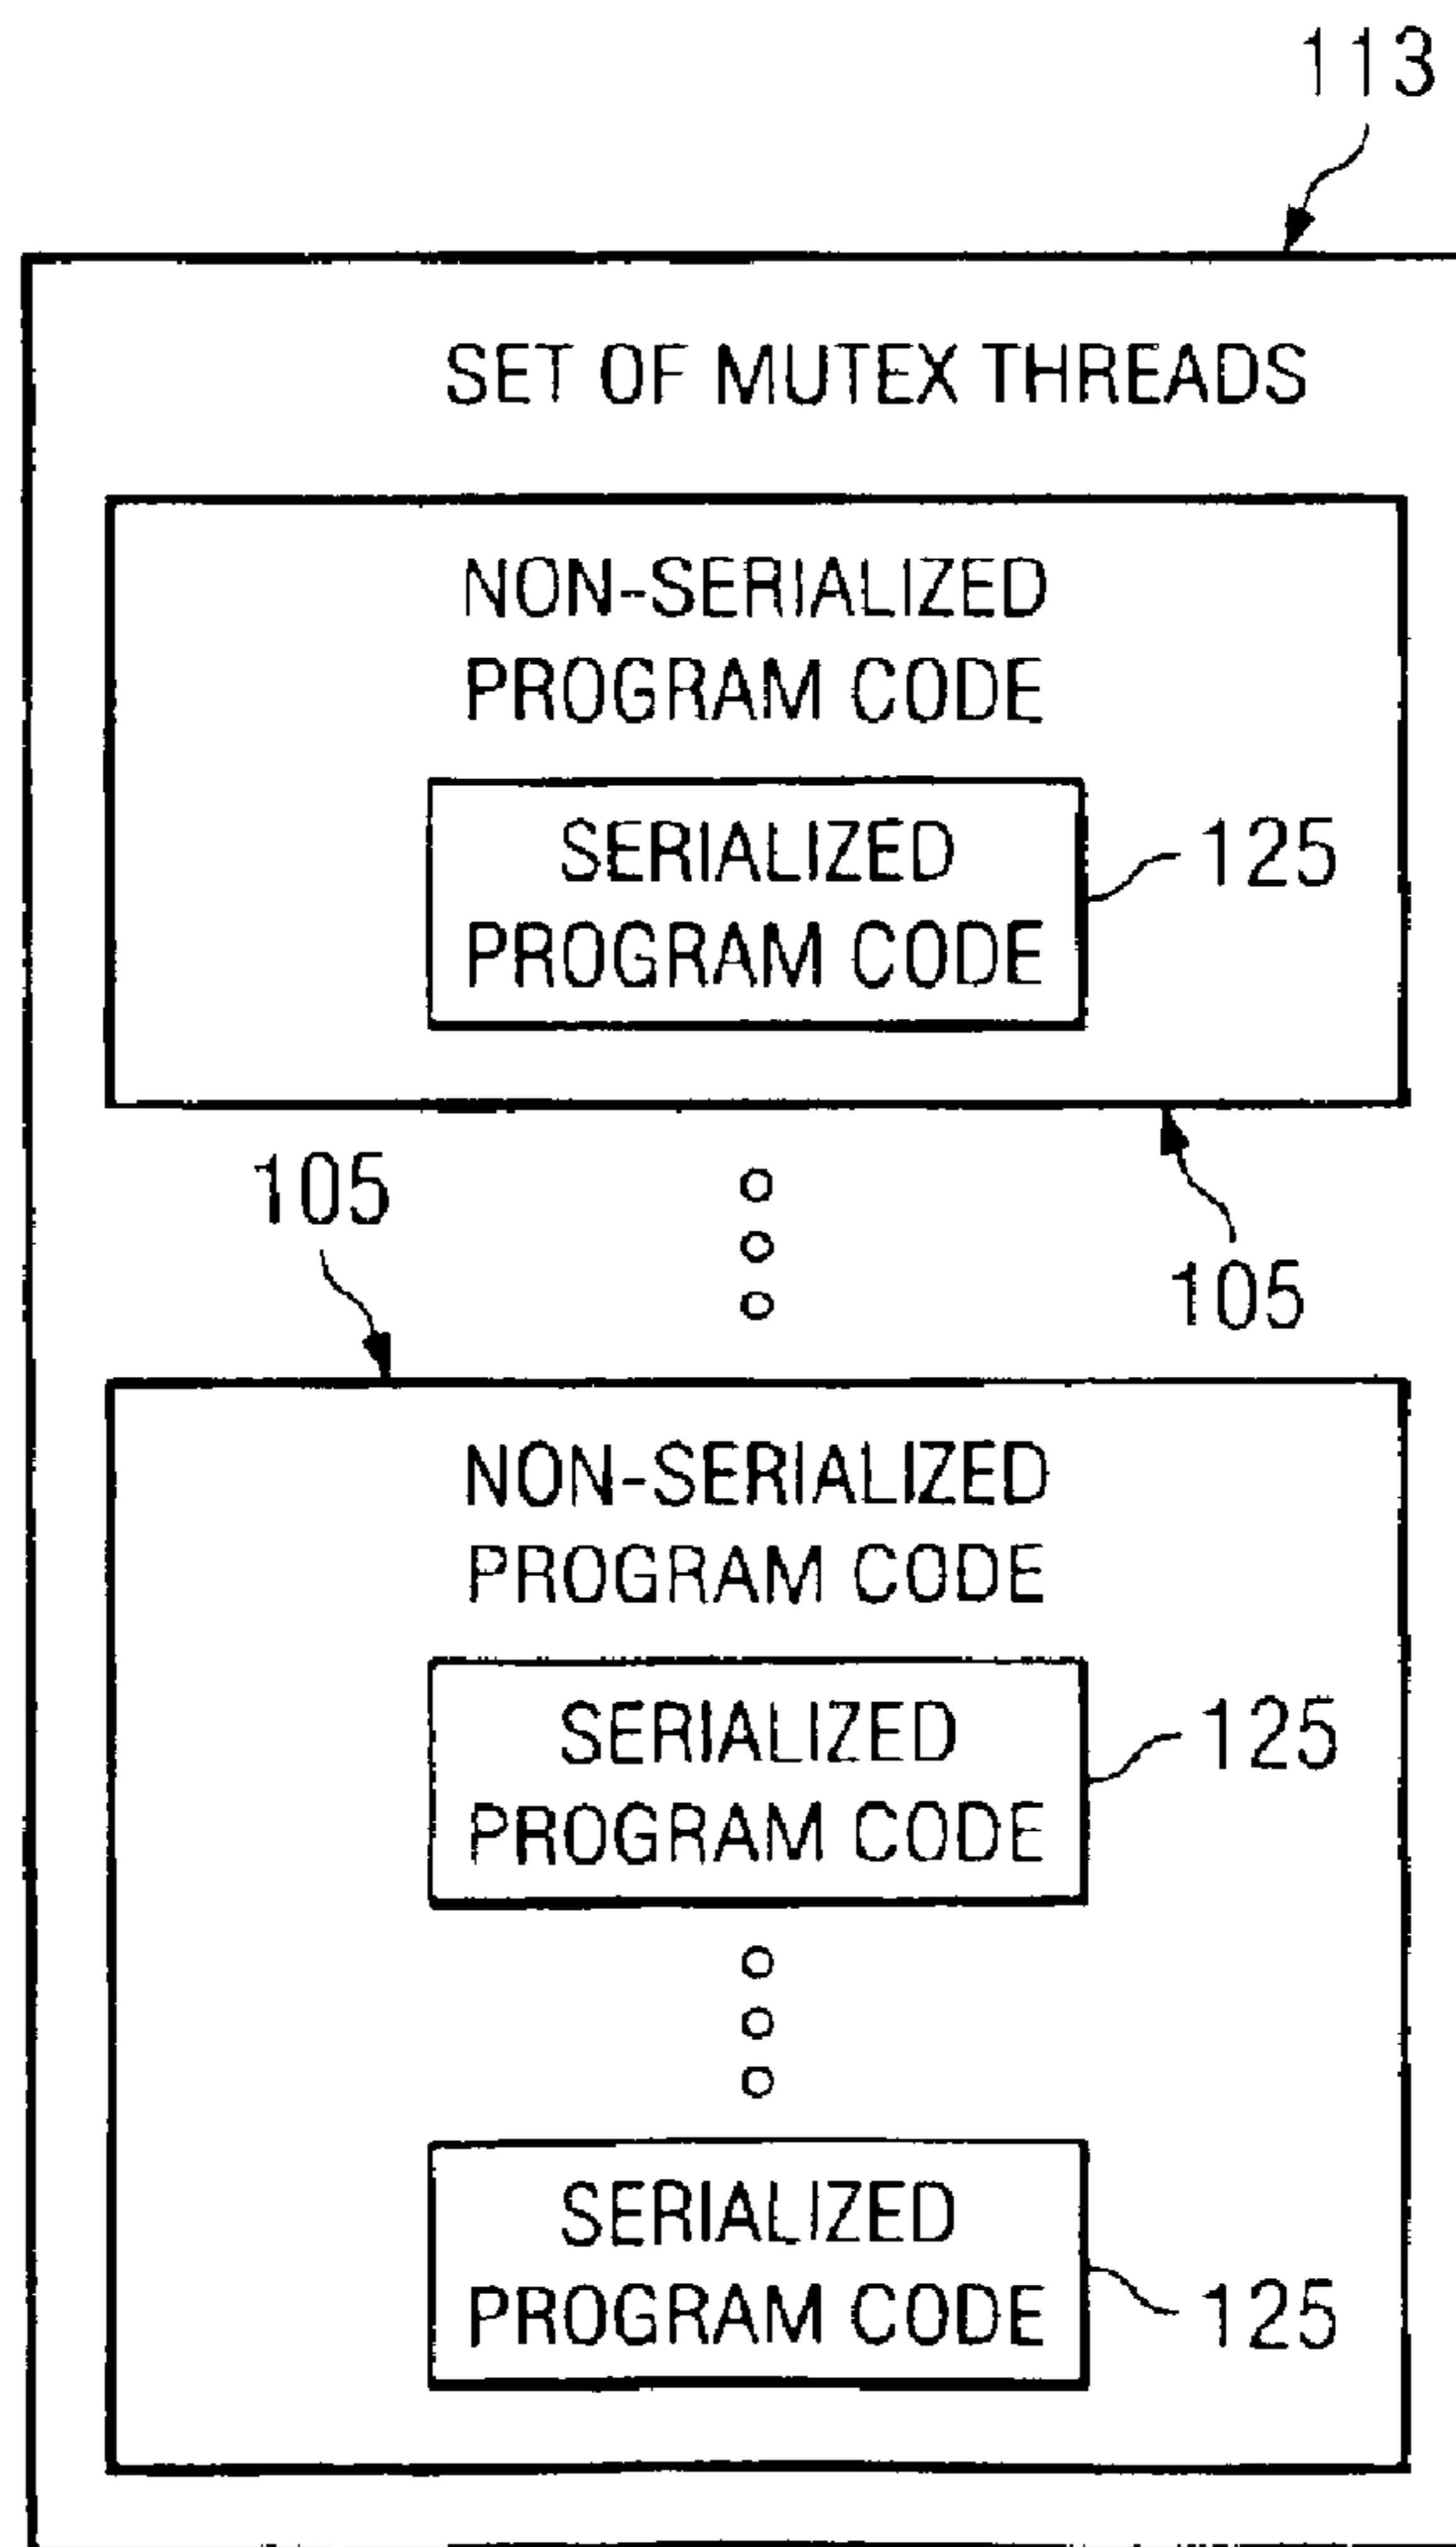 113
SET OF MUTEX THREADS
NON-SERIALIZED
PROGRAM CODE
SERIALIZED
PROGRAM CODE
125
105
105
NON-SERIALIZED
PROGRAM CODE
SERIALIZED
PROGRAM CODE
125
SERIALIZED
PROGRAM CODE
125